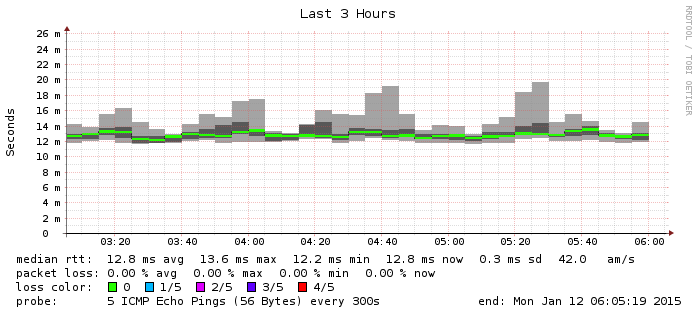 Last 3 Hours
RRDTOOL / TOBI OETIKER
Seconds
26 m
24 m
22 m
20 m
18 m
16 m
14 m
12 m
10 m
8 m
6 m
4 m
2 m
0
03:20 03:40 04:00 04:20 04:40 05:00 05:20 05:40 06:00
median rtt: 12.8 ms avg 13.6 ms max 12.2 ms min 12.8 ms now 0.3 ms sd 42.0 am/s
packet loss: 0.00 % avg 0.00 % max 0.00 % min 0.00 % now
loss color: 0 1/5 2/5 3/5 4/5
probe: 5 ICMP Echo Pings (56 Bytes) every 300s end: Mon Jan 12 06:05:19 2015